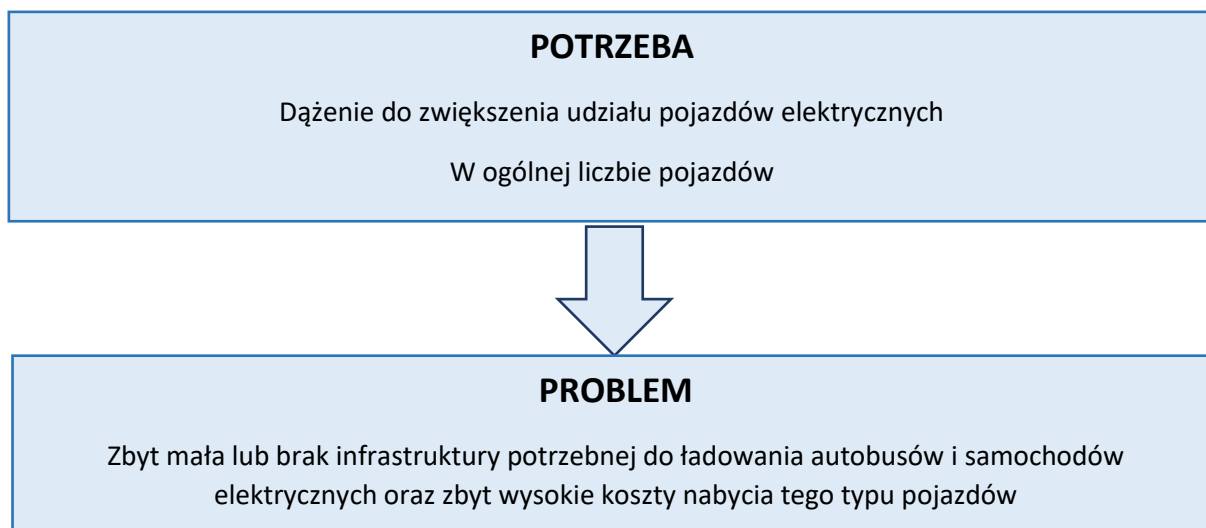 POTRZEBA
Dążenie do zwiększenia udziału pojazdów elektrycznych
W ogólnej liczbie pojazdów
PROBLEM
Zbyt mała lub brak infrastruktury potrzebnej do ładowania autobusów i samochodów
elektrycznych oraz zbyt wysokie koszty nabycia tego typu pojazdów